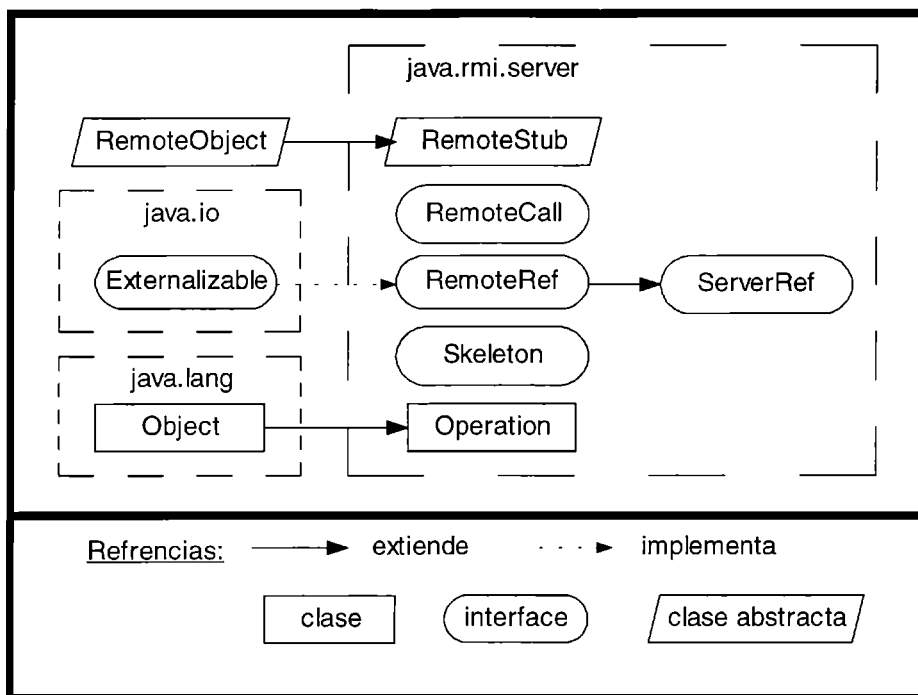 java.rmi.server
RemoteObject RemoteStub
java.io RemoteCall
Externalizable RemoteRef ServerRef
Skeleton
java.lang
Object Operation
Refrencias: extiende implementa
clase interface clase abstracta